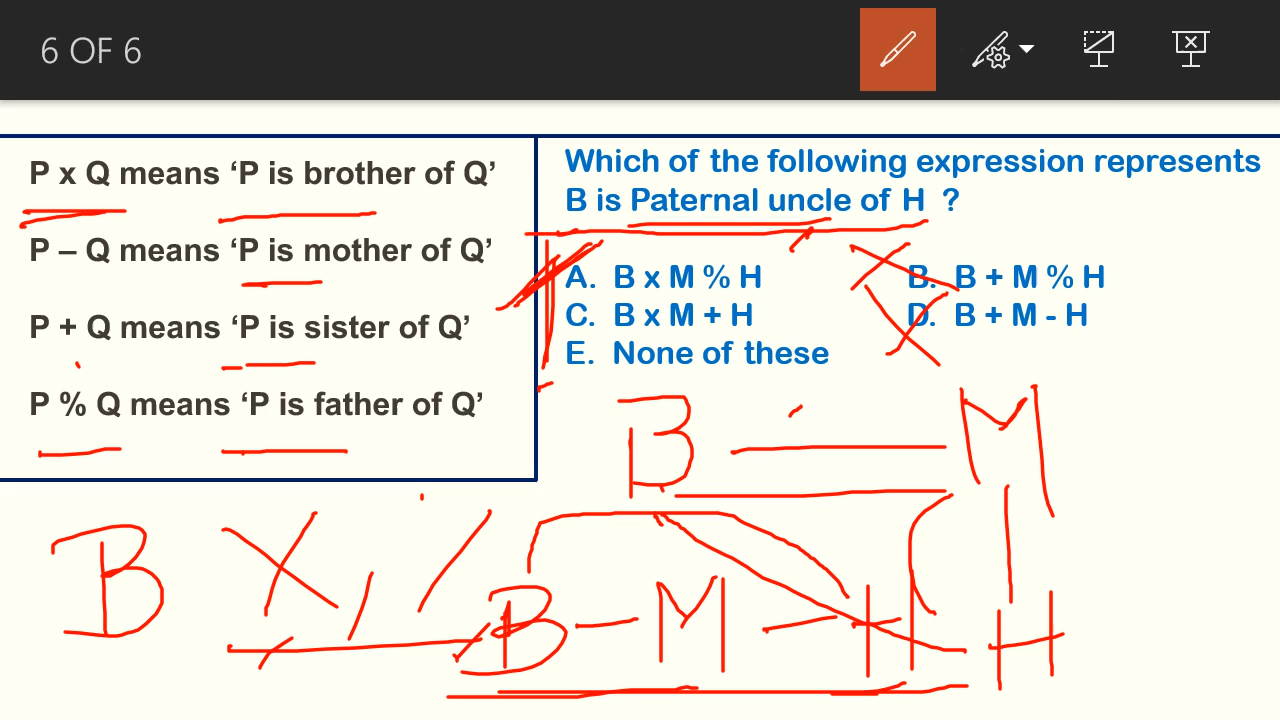 6 OF 6
P x Q means ‘P is brother of Q’
P – Q means ‘P is mother of Q’
P + Q means ‘P is sister of Q’
P % Q means ‘P is father of Q’
Which of the following expression represents
B is Paternal uncle of H ?
A. B x M % H B. B + M % H
C. B x M + H D. B + M - H
E. None of these
B — M
H
B X, /
B – M – H